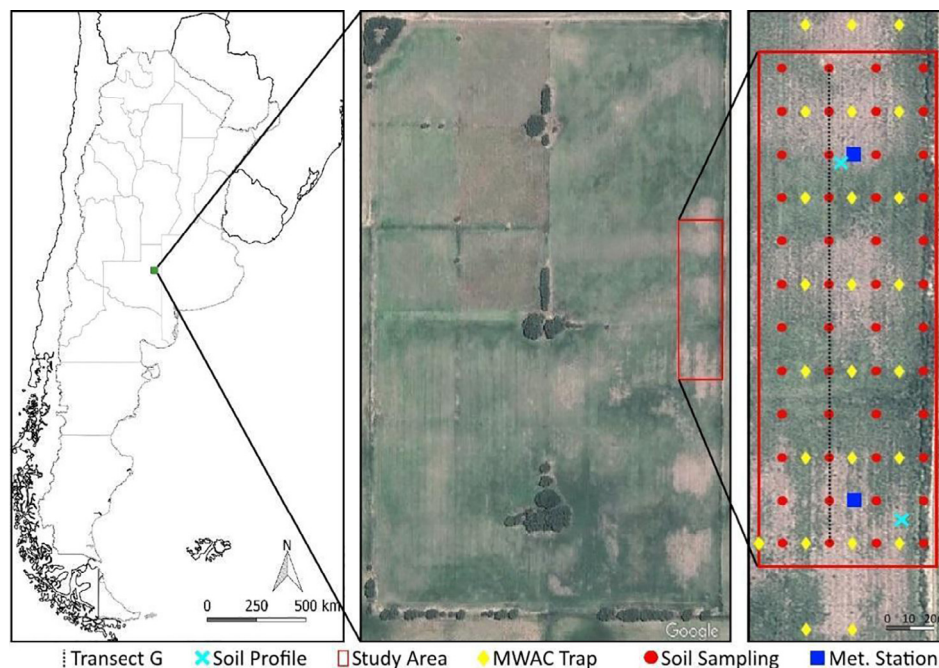 N
0 250 500 km
Google
0 10 20
Transect G Soil Profile Study Area MWAC Trap Soil Sampling Met. Station